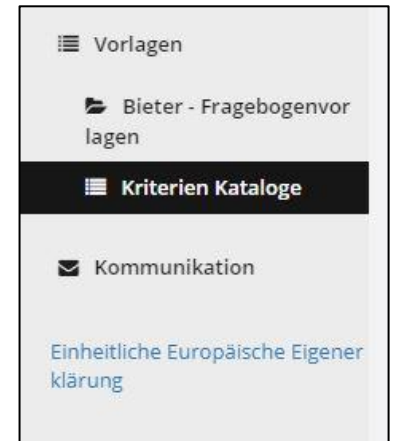 Vorlagen
Bieter - Fragebogenvor
lagen
Kriterien Kataloge
Kommunikation
Einheitliche Europäische Eigener
klärung